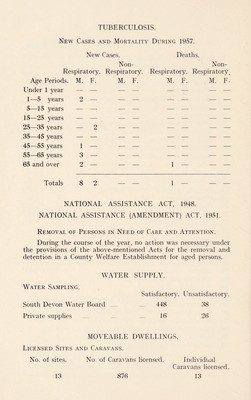 TUBERCULOSIS.
New Cases and Mortality During 1957.
New Cases. Deaths.
Non- Non-
Respiratory. Respiratory. Respiratory. Respiratory.
Age Periods. M. F. M. F. M. F. M. F.
Under 1 year — — — — — — — —
1—5 years 2 — — — — — — —
5—15 years — — — — — — — —
15—25 years — — — — — — — —
25—35 years — 2 — — — — — —
35—45 years — — — — — — — —
45—55 years 1 — — — — — — —
55—65 years 3 — — — — — — —
65 and over 2 — — — 1 — — —
Totals 8 2 — — 1 — — —
NATIONAL ASSISTANCE ACT, 1948.
NATIONAL ASSISTANCE (AMENDMENT) ACT, 1951.
Removal of Persons in Need of Care and Attention.
During the course of the year, no action was necessary under
the provisions of the above-mentioned Acts for the removal and
detention in a County Welfare Establishment for aged persons.
WATER SUPPLY.
Water Sampling.
Satisfactory. Unsatisfactory.
South Devon Water Board ... ... 448 38
Private supplies ... ... 16 26
MOVEABLE DWELLINGS.
Licensed Sites and Caravans.
No. of sites. No. of Caravans licensed. Individual
Caravans licensed.
13 876 13